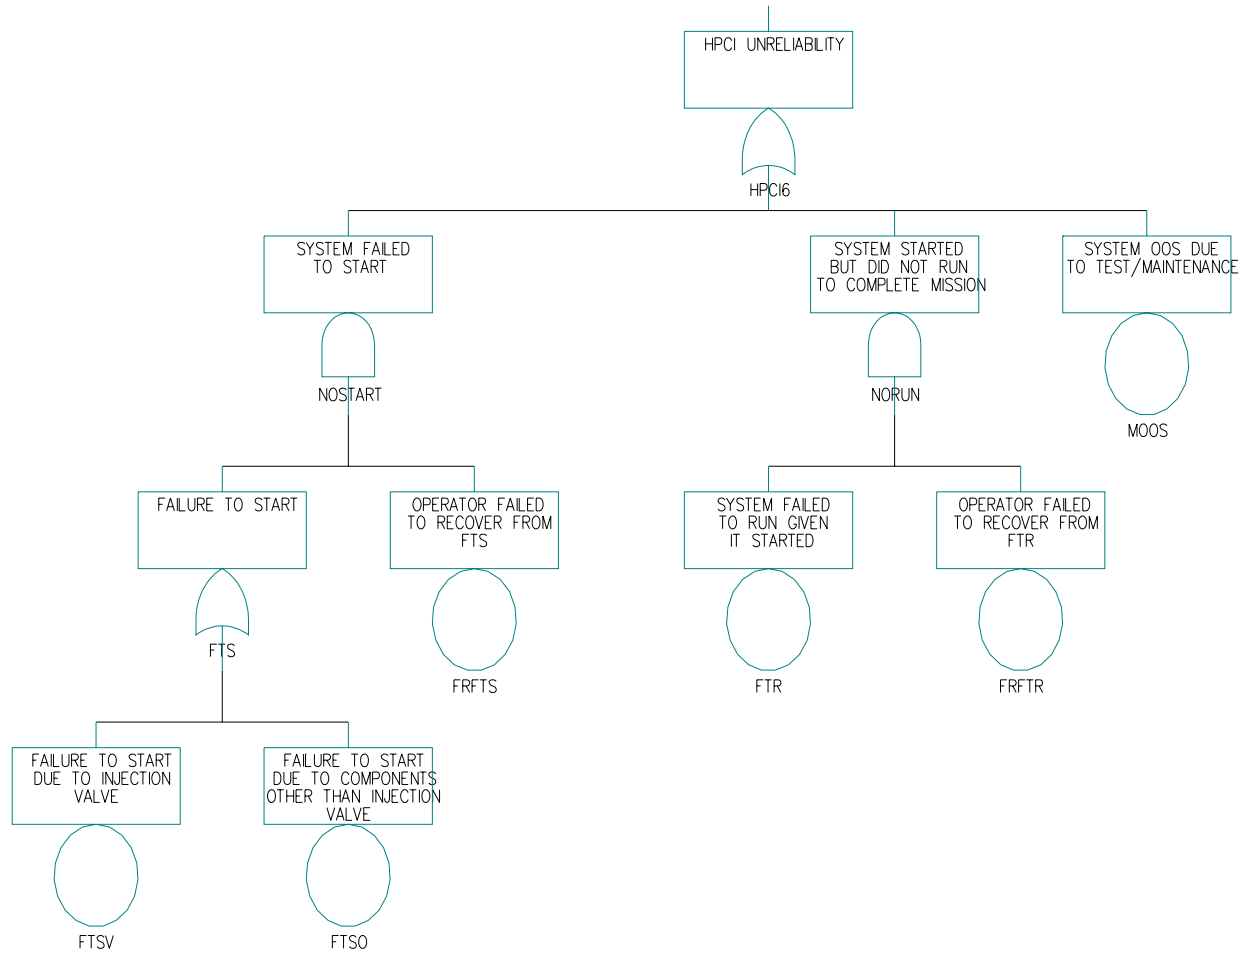 HPCI UNRELIABILITY
HPCI6
SYSTEM FAILED
TO START
NOSTART
SYSTEM STARTED
BUT DID NOT RUN
TO COMPLETE MISSION
NORUN
SYSTEM OOS DUE
TO TEST/MAINTENANCE
MOOS
FAILURE TO START
FTS
OPERATOR FAILED
TO RECOVER FROM
FTS
FRFTS
SYSTEM FAILED
TO RUN GIVEN
IT STARTED
FTR
OPERATOR FAILED
TO RECOVER FROM
FTR
FRFTR
FAILURE TO START
DUE TO INJECTION
VALVE
FTSV
FAILURE TO START
DUE TO COMPONENTS
OTHER THAN INJECTION
VALVE
FTSO